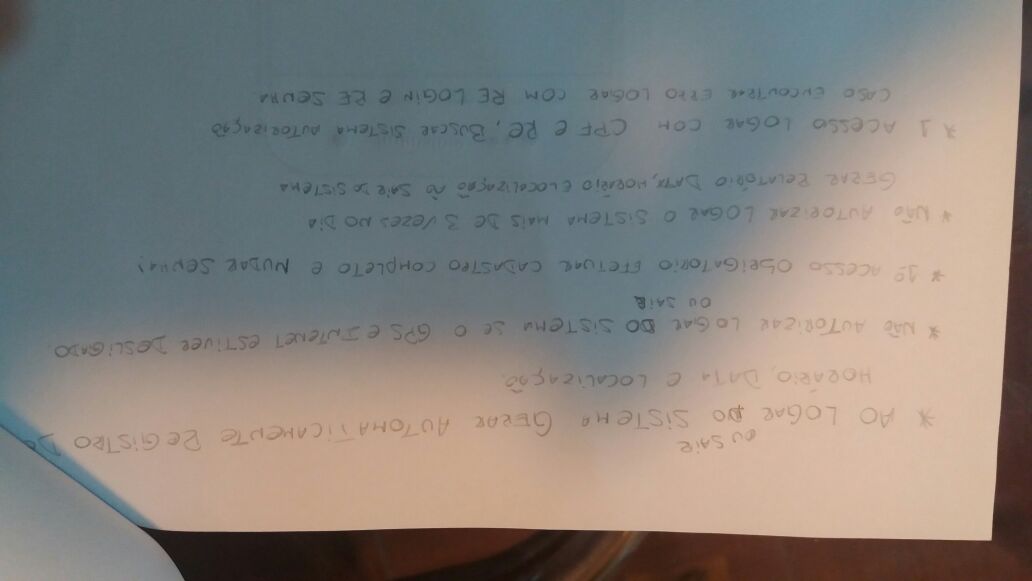 OU SAIR
* AO LOGAR DO SISTEMA GERAR AUTOMATICAMENTE REGISTRO DO
HORÁRIO, DATA E LOCALIZAÇÃO.
* NÃO AUTORIZAR LOGAR DO SISTEMA SE O GPS E INTENET ESTIVER DESLIGADO
OU SAIR
* 1º ACESSO OBRIGATORIO EFETUAR CADASTRO COMPLETO E MUDAR SENHA!
* NÃO AUTORIZAR LOGAR O SISTEMA MAIS DE 3 VEZES NO DIA
GERAR RELATÓRIO DATA, HORÁRIO E LOCALIZAÇÃO AO SAIR DO SISTEMA
* 1 ACESSO LOGAR COM CPF E RE, BUSCAR SISTEMA AUTORIZAÇÃO
CASO ENCONTRAR ERRO LOGAR COM RE LOGIN E RE SENHA